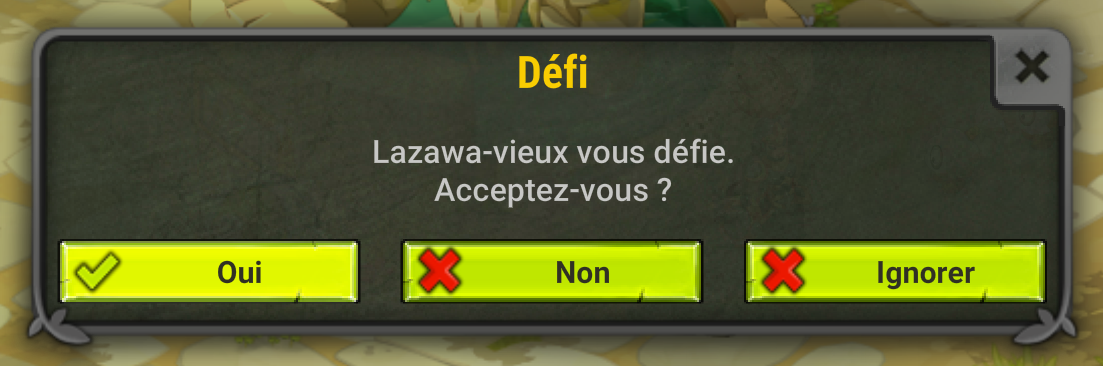 Défi
Lazawa-vieux vous défie.
Acceptez-vous ?
Oui
Non
Ignorer